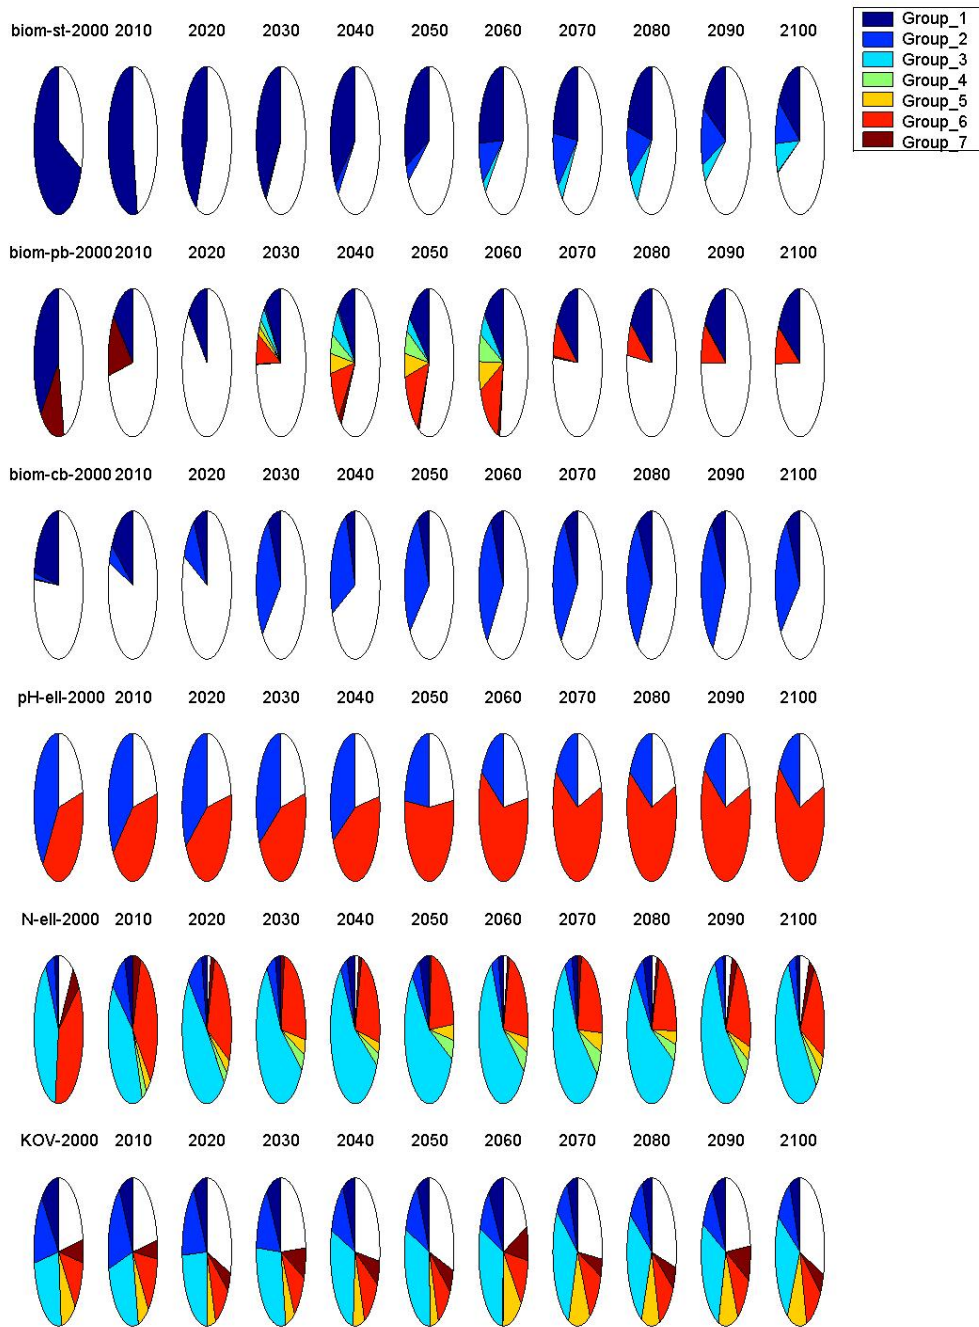 biom-st-2000 2010 2020 2030 2040 2050 2060 2070 2080 2090 2100
Group_1
Group_2
Group_3
Group_4
Group_5
Group_6
Group_7
biom-pb-2000 2010 2020 2030 2040 2050 2060 2070 2080 2090 2100
biom-cb-2000 2010 2020 2030 2040 2050 2060 2070 2080 2090 2100
pH-ell-2000 2010 2020 2030 2040 2050 2060 2070 2080 2090 2100
N-ell-2000 2010 2020 2030 2040 2050 2060 2070 2080 2090 2100
KOV-2000 2010 2020 2030 2040 2050 2060 2070 2080 2090 2100